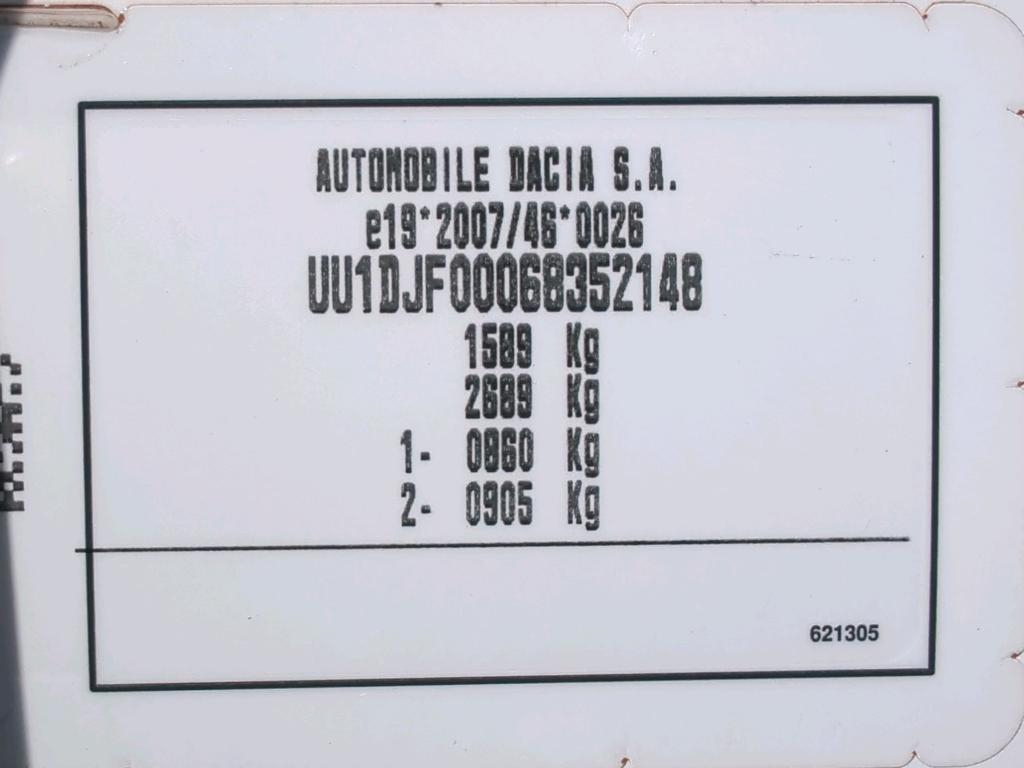 AUTOMOBILE DACIA S.A.
e19*2007/46*0026
UU1DJF00068352148
1589 Kg
2689 Kg
1- 0860 Kg
2- 0905 Kg
621305